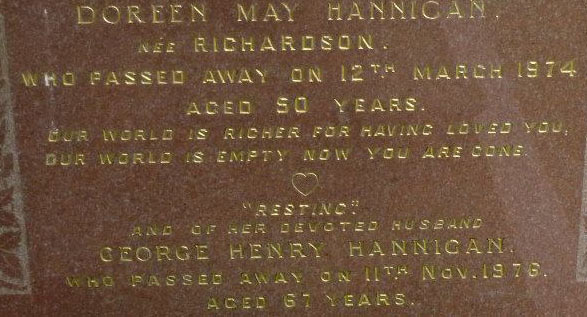 DOREEN MAY HANNIGAN.
NÉE RICHARDSON.
WHO PASSED AWAY ON 12TH MARCH 1974
AGED 50 YEARS.
OUR WORLD IS RICHER FOR HAVING LOVED YOU,
OUR WORLD IS EMPTY NOW YOU ARE GONE.
"RESTING".
AND OF HER DEVOTED HUSBAND
GEORGE HENRY HANNIGAN.
WHO PASSED AWAY ON 11TH NOV. 1976.
AGED 67 YEARS.